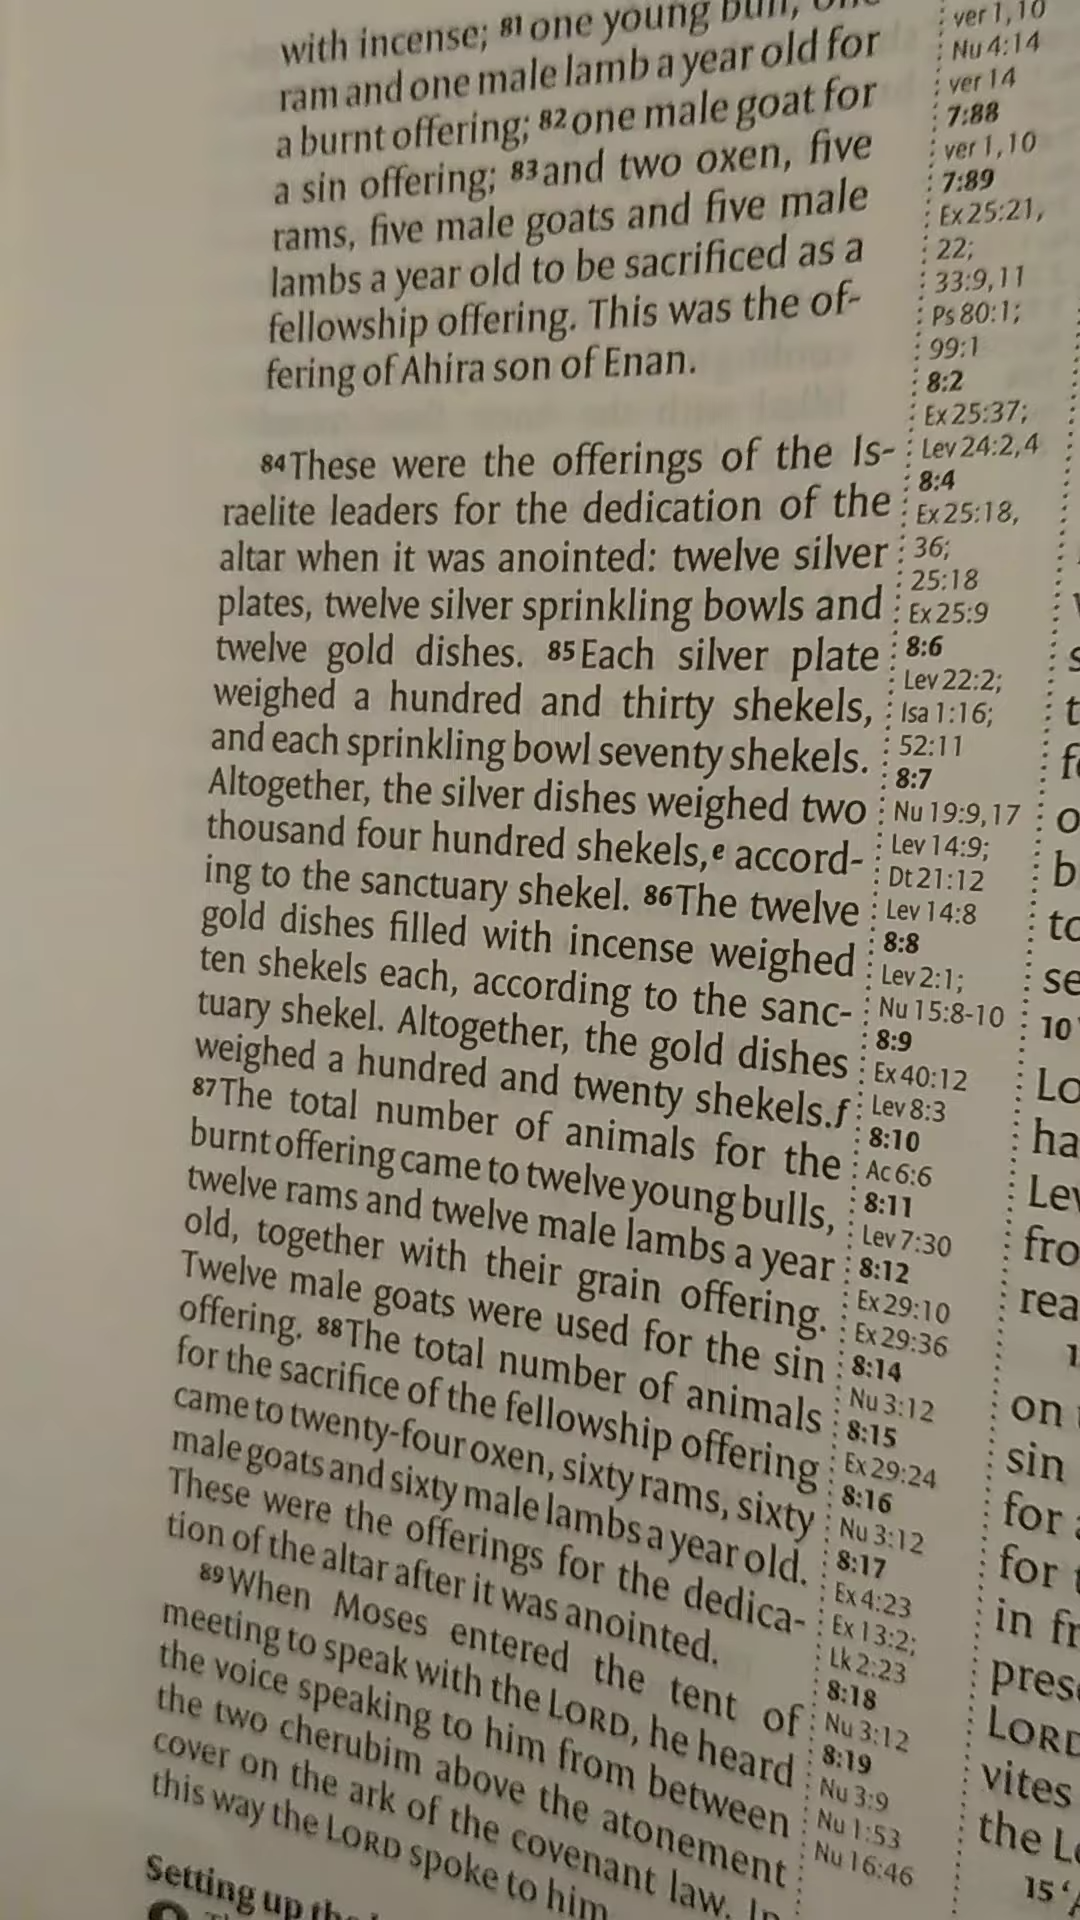 with incense; 81one young bull, one
ram and one male lamb a year old for
a burnt offering; 82one male goat for
a sin offering; 83and two oxen, five
rams, five male goats and five male
lambs a year old to be sacrificed as a
fellowship offering. This was the of-
fering of Ahira son of Enan.
84These were the offerings of the Is-
raelite leaders for the dedication of the
altar when it was anointed: twelve silver
plates, twelve silver sprinkling bowls and
twelve gold dishes. 85Each silver plate
weighed a hundred and thirty shekels,
and each sprinkling bowl seventy shekels.
Altogether, the silver dishes weighed two
thousand four hundred shekels,e accord-
ing to the sanctuary shekel. 86The twelve
gold dishes filled with incense weighed
ten shekels each, according to the sanc-
tuary shekel. Altogether, the gold dishes
weighed a hundred and twenty shekels.f
87The total number of animals for the
burnt offering came to twelve young bulls,
twelve rams and twelve male lambs a year
old, together with their grain offering.
Twelve male goats were used for the sin
offering. 88The total number of animals
for the sacrifice of the fellowship offering
came to twenty-four oxen, sixty rams, sixty
male goats and sixty male lambs a year old.
These were the offerings for the dedica-
tion of the altar after it was anointed.
89When Moses entered the tent of
meeting to speak with the LORD, he heard
the voice speaking to him from between
the two cherubim above the atonement
cover on the ark of the covenant law. In
this way the LORD spoke to him
Setting up the
ver 1,10
Nu 4:14
ver 14
7:88
ver 1,10
7:89
Ex 25:21,
22;
33:9,11
Ps 80:1;
99:1
8:2
Ex 25:37;
Lev 24:2,4
8:4
Ex 25:18,
36;
25:18
Ex 25:9
8:6
Lev 22:2;
Isa 1:16;
52:11
8:7
Nu 19:9,17
Lev 14:9;
Dt 21:12
Lev 14:8
8:8
Lev 2:1;
Nu 15:8-10
8:9
Ex 40:12
Lev 8:3
8:10
Ac 6:6
8:11
Lev 7:30
8:12
Ex 29:10
Ex 29:36
8:14
Nu 3:12
8:15
Ex 29:24
8:16
Nu 3:12
8:17
Ex 4:23
Ex 13:2;
Lk 2:23
8:18
Nu 3:12
8:19
Nu 3:9
Nu 1:53
Nu 16:46
10
on
sin
for
for
in
LORD
vites
the
15